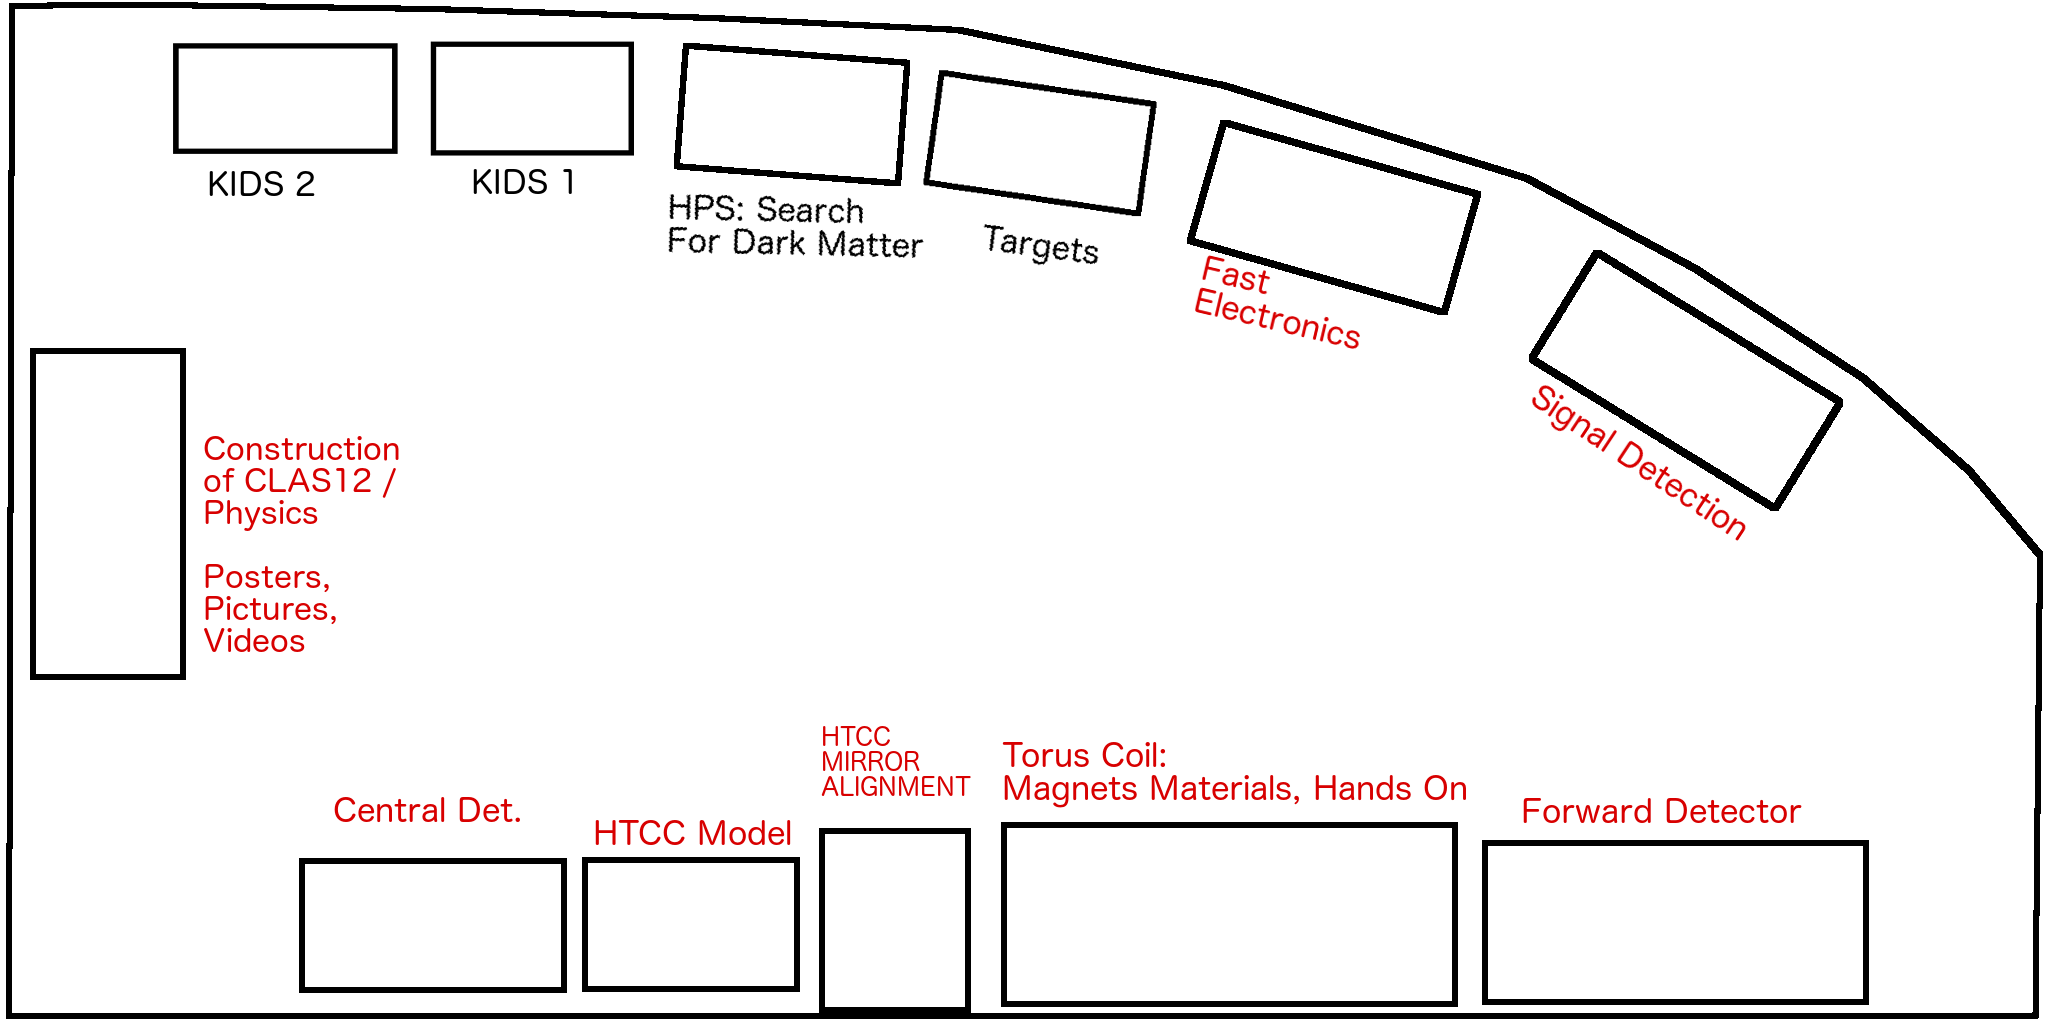 KIDS 2
KIDS 1
HPS: Search
For Dark Matter
Targets
Fast
Electronics
Signal Detection
Construction
of CLAS12 /
Physics
Posters,
Pictures,
Videos
Central Det.
HTCC Model
HTCC
MIRROR
ALIGNMENT
Torus Coil:
Magnets Materials, Hands On
Forward Detector